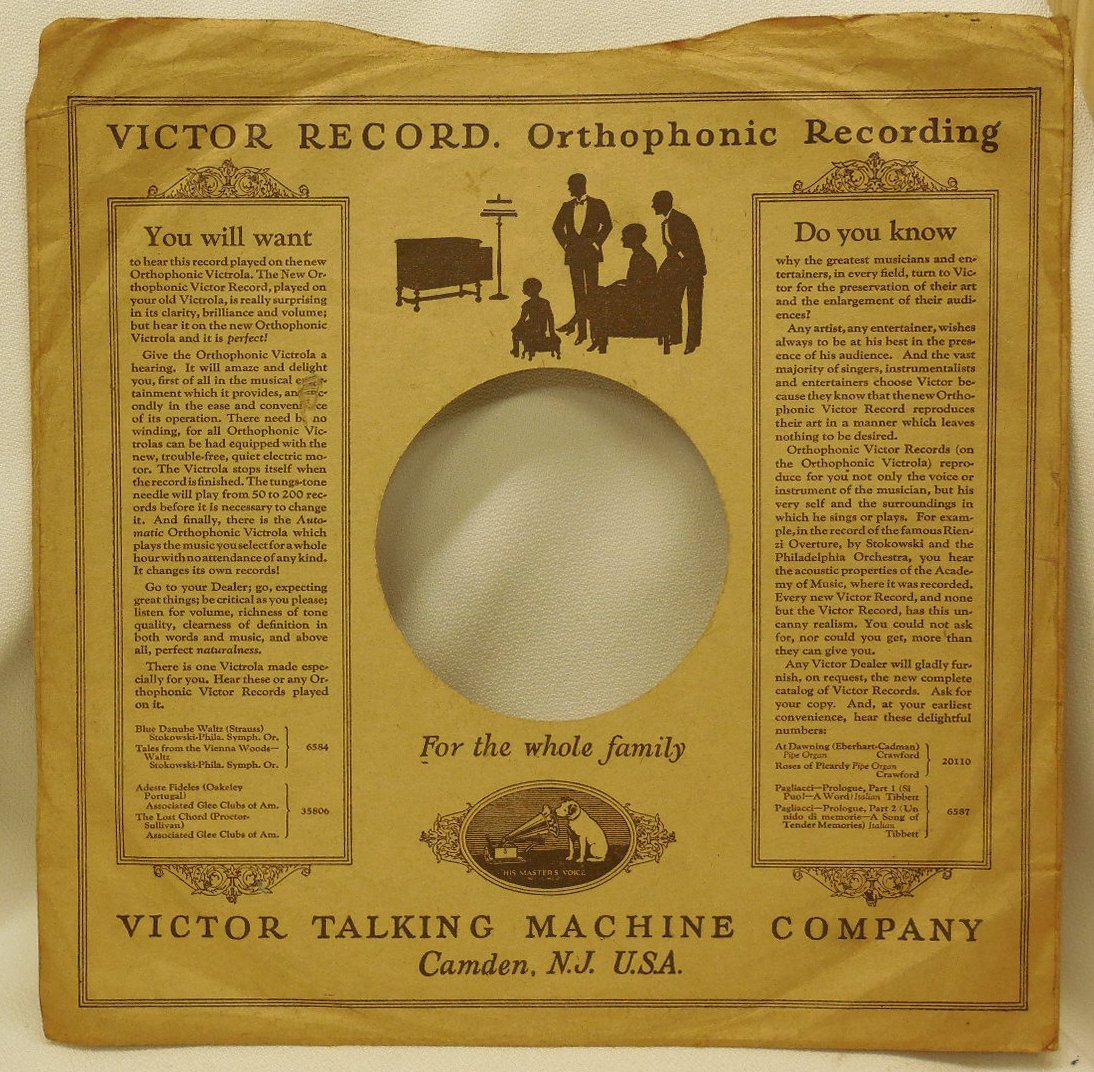 VICTOR RECORD. Orthophonic Recording
You will want
to hear this record played on the new
Orthophonic Victrola. The New Or-
thophonic Victor Record, played on
your old Victrola, is really surprising
in its clarity, brilliance and volume;
but hear it on the new Orthophonic
Victrola and it is perfect!
Give the Orthophonic Victrola a
hearing. It will amaze and delight
you, first of all in the musical
tainment which it provides,
ondly in the ease and
of its operation. There need no
winding, for all Orthophonic Vic-
trolas can be had equipped with the
new, trouble-free, quiet electric mo-
tor. The Victrola stops itself when
the record is finished. The tungs-tone
needle will play from 50 to 200 rec-
ords before it is necessary to change
it. And finally, there is the Auto-
matic Orthophonic Victrola which
plays the music you select for a whole
hour with no attendance of any kind.
It changes its own records!
Go to your Dealer; go, expecting
great things; be critical as you please;
listen for volume, richness of tone
quality, clearness of definition in
both words and music, and above
all, perfect naturalness.
There is one Victrola made espe-
cially for you. Hear these or any Or-
thophonic Victor Records played
on it.
Blue Danube Waltz (Strauss)
Stokowski-Phila. Symph. Or.
Tales from the Vienna Woods—
Waltz
Stokowski-Phila. Symph. Or.
6584
Adeste Fideles (Oakeley
Portugal)
Associated Glee Clubs of Am.
The Lost Chord (Proctor-
Sullivan)
Associated Glee Clubs of Am.
35806
Do you know
why the greatest musicians and en-
tertainers, in every field, turn to Vic-
tor for the preservation of their art
and the enlargement of their audi-
ences?
Any artist, any entertainer, wishes
always to be at his best in the pres-
ence of his audience. And the vast
majority of singers, instrumentalists
and entertainers choose Victor be-
cause they know that the new Ortho-
phonic Victor Record reproduces
their art in a manner which leaves
nothing to be desired.
Orthophonic Victor Records (on
the Orthophonic Victrola) repro-
duce for you not only the voice or
instrument of the musician, but his
very self and the surroundings in
which he sings or plays. For exam-
ple, in the record of the famous Rien-
zi Overture, by Stokowski and the
Philadelphia Orchestra, you hear
the acoustic properties of the Acade-
my of Music, where it was recorded.
Every new Victor Record, and none
but the Victor Record, has this un-
canny realism. You could not ask
for, nor could you get, more than
they can give you.
Any Victor Dealer will gladly fur-
nish, on request, the new complete
catalog of Victor Records. Ask for
your copy. And, at your earliest
convenience, hear these delightful
numbers:
At Dawning (Eberhart-Cadman)
Pipe Organ Crawford
Roses of Picardy Pipe Organ
Crawford
20110
Pagliacci—Prologue, Part 1 (Si
Puo?—A Word) Italian Tibbett
Pagliacci—Prologue, Part 2 (Un
nido di memorie—A Song of
Tender Memories) Italian
Tibbett
6587
For the whole family
HIS MASTER'S VOICE
VICTOR TALKING MACHINE COMPANY
Camden, N.J. U.S.A.